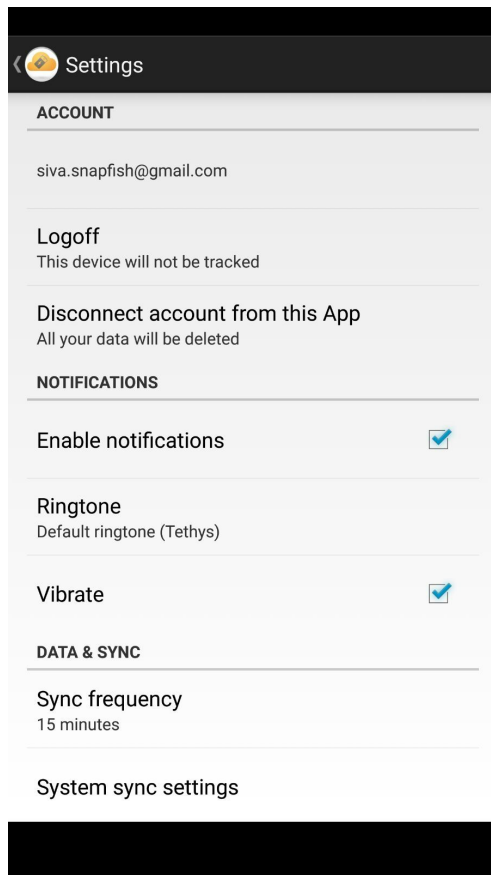 Settings
ACCOUNT
siva.snapfish@gmail.com
Logoff
This device will not be tracked
Disconnect account from this App
All your data will be deleted
NOTIFICATIONS
Enable notifications
Ringtone
Default ringtone (Tethys)
Vibrate
DATA & SYNC
Sync frequency
15 minutes
System sync settings